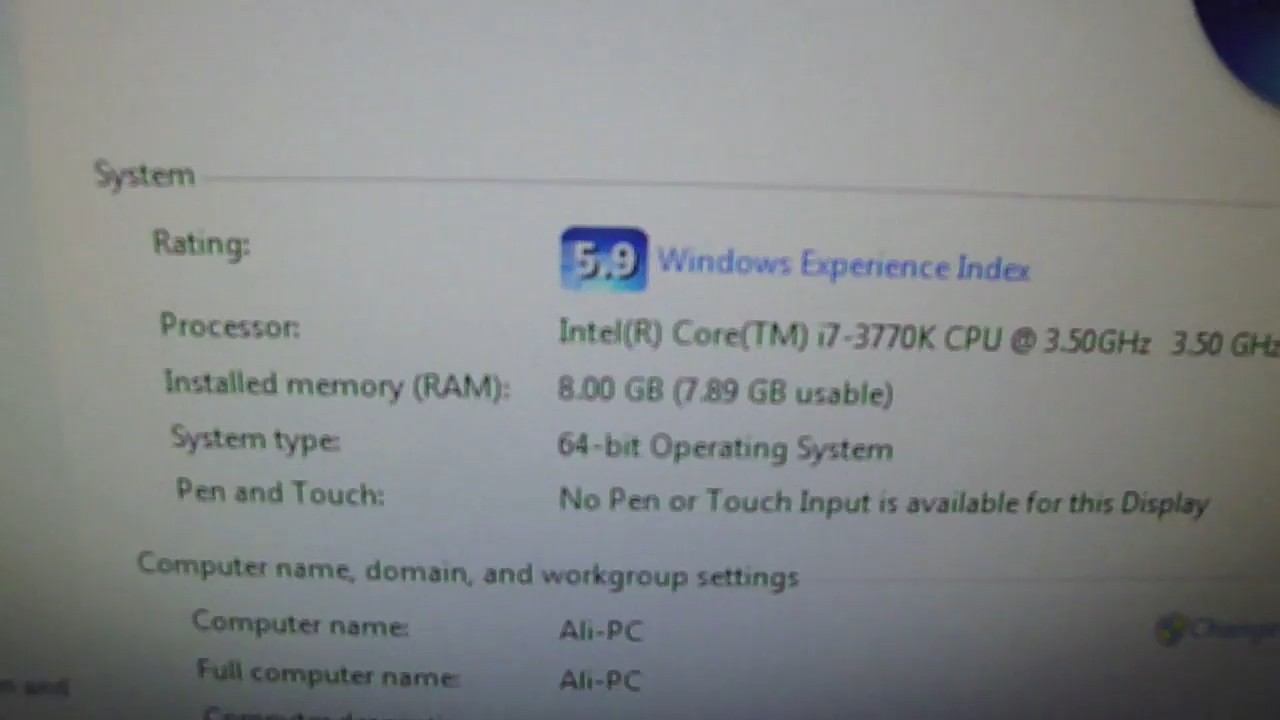 System
Rating: 5.9 Windows Experience Index
Processor: Intel(R) Core(TM) i7-3770K CPU @ 3.50GHz 3.50 GHz
Installed memory (RAM): 8.00 GB (7.89 GB usable)
System type: 64-bit Operating System
Pen and Touch: No Pen or Touch Input is available for this Display
Computer name, domain, and workgroup settings
Computer name: Ali-PC
Full computer name: Ali-PC